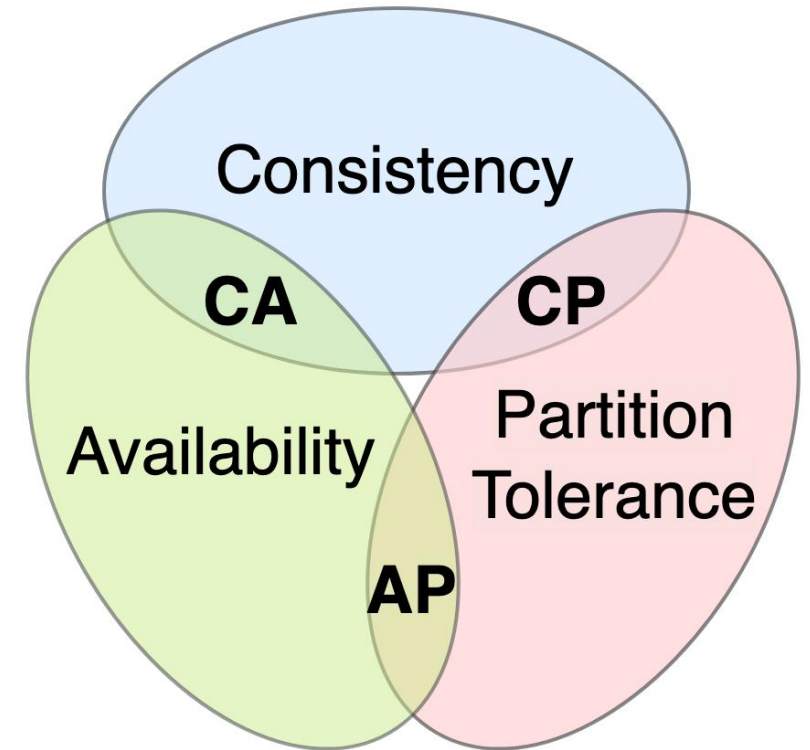 Consistency
CA
CP
Availability
Partition
Tolerance
AP